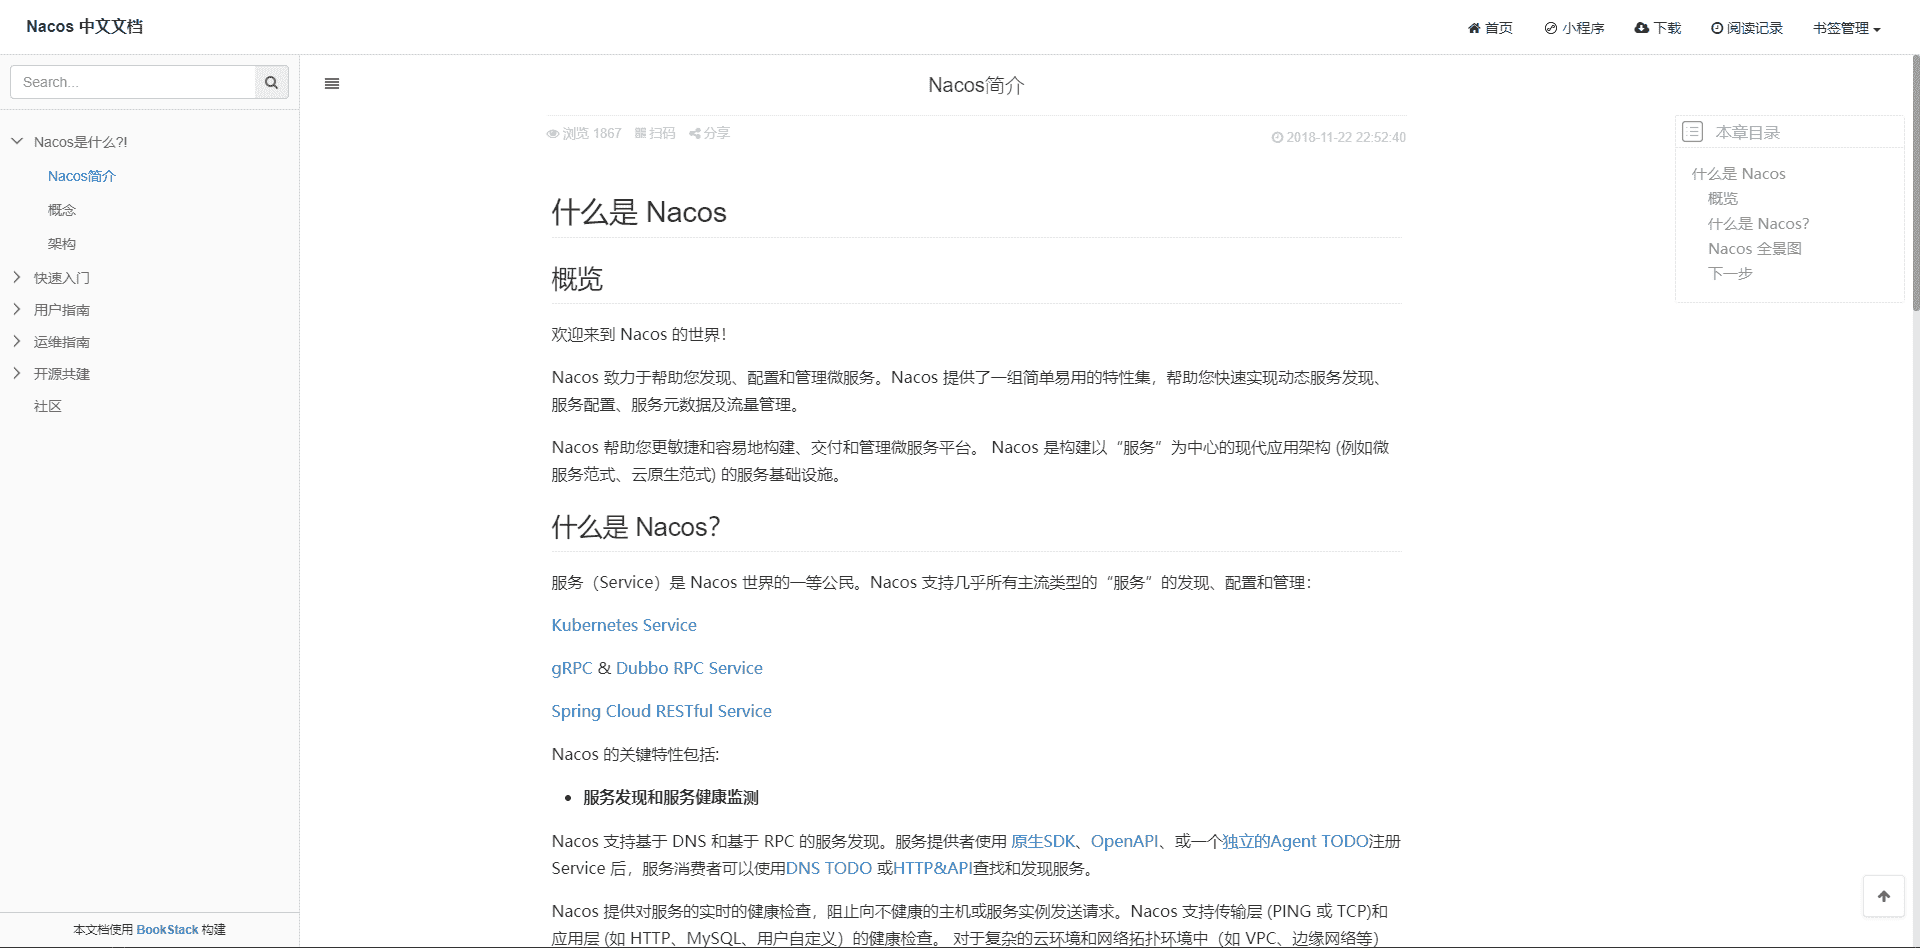 Nacos 中文文档
首页
小程序
下载
阅读记录
书签管理
Search...
Nacos是什么?!
Nacos简介
概念
架构
快速入门
用户指南
运维指南
开源共建
社区
本文档使用 BookStack 构建
Nacos简介
浏览 1867 扫码 分享
2018-11-22 22:52:40
什么是 Nacos
概览
欢迎来到 Nacos 的世界！
Nacos 致力于帮助您发现、配置和管理微服务。Nacos 提供了一组简单易用的特性集，帮助您快速实现动态服务发现、
服务配置、服务元数据及流量管理。
Nacos 帮助您更敏捷和容易地构建、交付和管理微服务平台。 Nacos 是构建以“服务”为中心的现代应用架构 (例如微
服务范式、云原生范式) 的服务基础设施。
什么是 Nacos？
服务（Service）是 Nacos 世界的一等公民。Nacos 支持几乎所有主流类型的“服务”的发现、配置和管理：
Kubernetes Service
gRPC & Dubbo RPC Service
Spring Cloud RESTful Service
Nacos 的关键特性包括:
• 服务发现和服务健康监测
Nacos 支持基于 DNS 和基于 RPC 的服务发现。服务提供者使用 原生SDK、OpenAPI、或一个独立的Agent TODO注册
Service 后，服务消费者可以使用DNS TODO 或HTTP&API查找和发现服务。
Nacos 提供对服务的实时的健康检查，阻止向不健康的主机或服务实例发送请求。Nacos 支持传输层 (PING 或 TCP)和
应用层 (如 HTTP、MySQL、用户自定义）的健康检查。 对于复杂的云环境和网络拓扑环境中（如 VPC、边缘网络等）
本章目录
什么是 Nacos
概览
什么是 Nacos？
Nacos 全景图
下一步